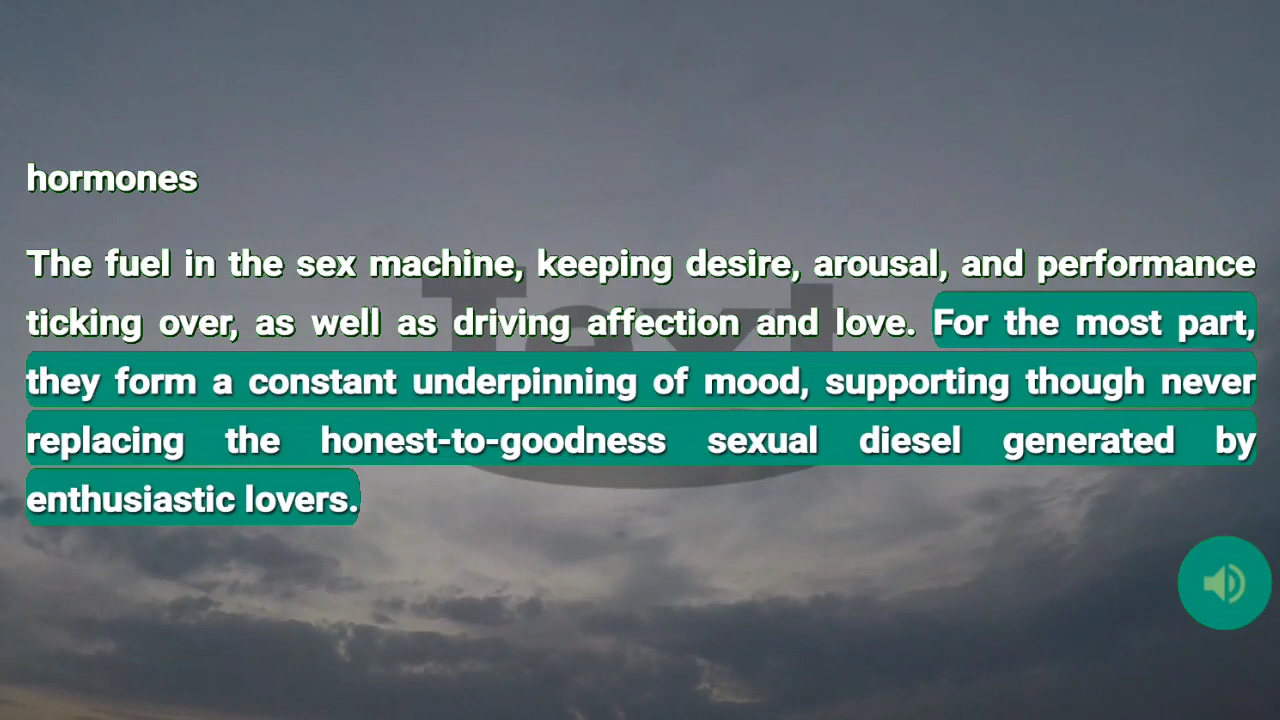 hormones
The fuel in the sex machine, keeping desire, arousal, and performance
ticking over, as well as driving affection and love. For the most part,
they form a constant underpinning of mood, supporting though never
replacing the honest-to-goodness sexual diesel generated by
enthusiastic lovers.